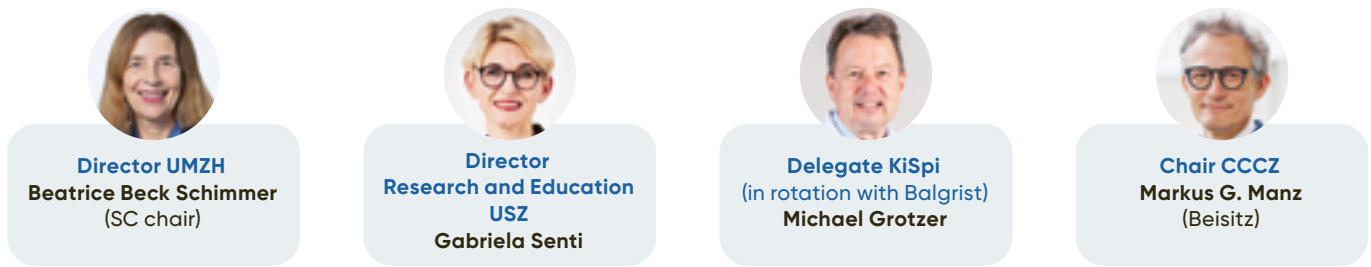 Director UMZH
Beatrice Beck Schimmer
(SC chair)
Director
Research and Education
USZ
Gabriela Senti
Delegate KiSpi
(in rotation with Balgrist)
Michael Grotzer
Chair CCCZ
Markus G. Manz
(Beisitz)